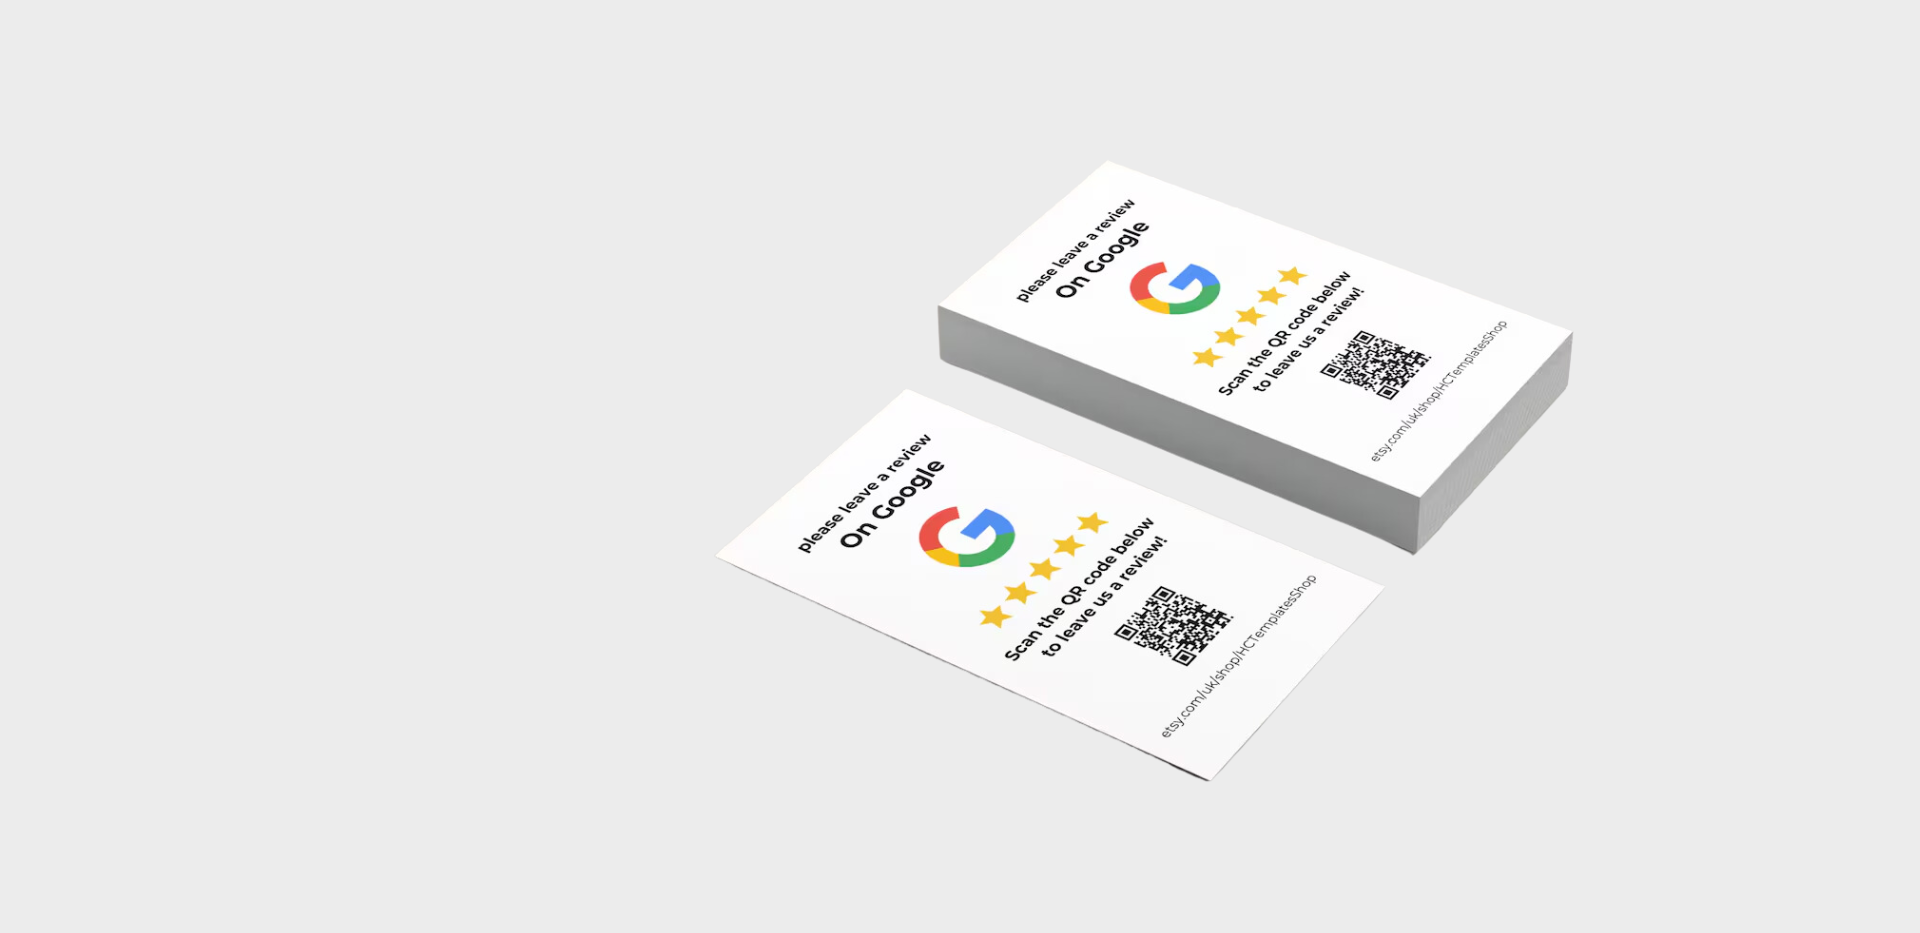 please leave a review
On Google
Scan the QR code below
to leave us a review!
etsy.com/uk/shop/HCTemplatesShop
please leave a review
On Google
Scan the QR code below
to leave us a review!
etsy.com/uk/shop/HCTemplatesShop